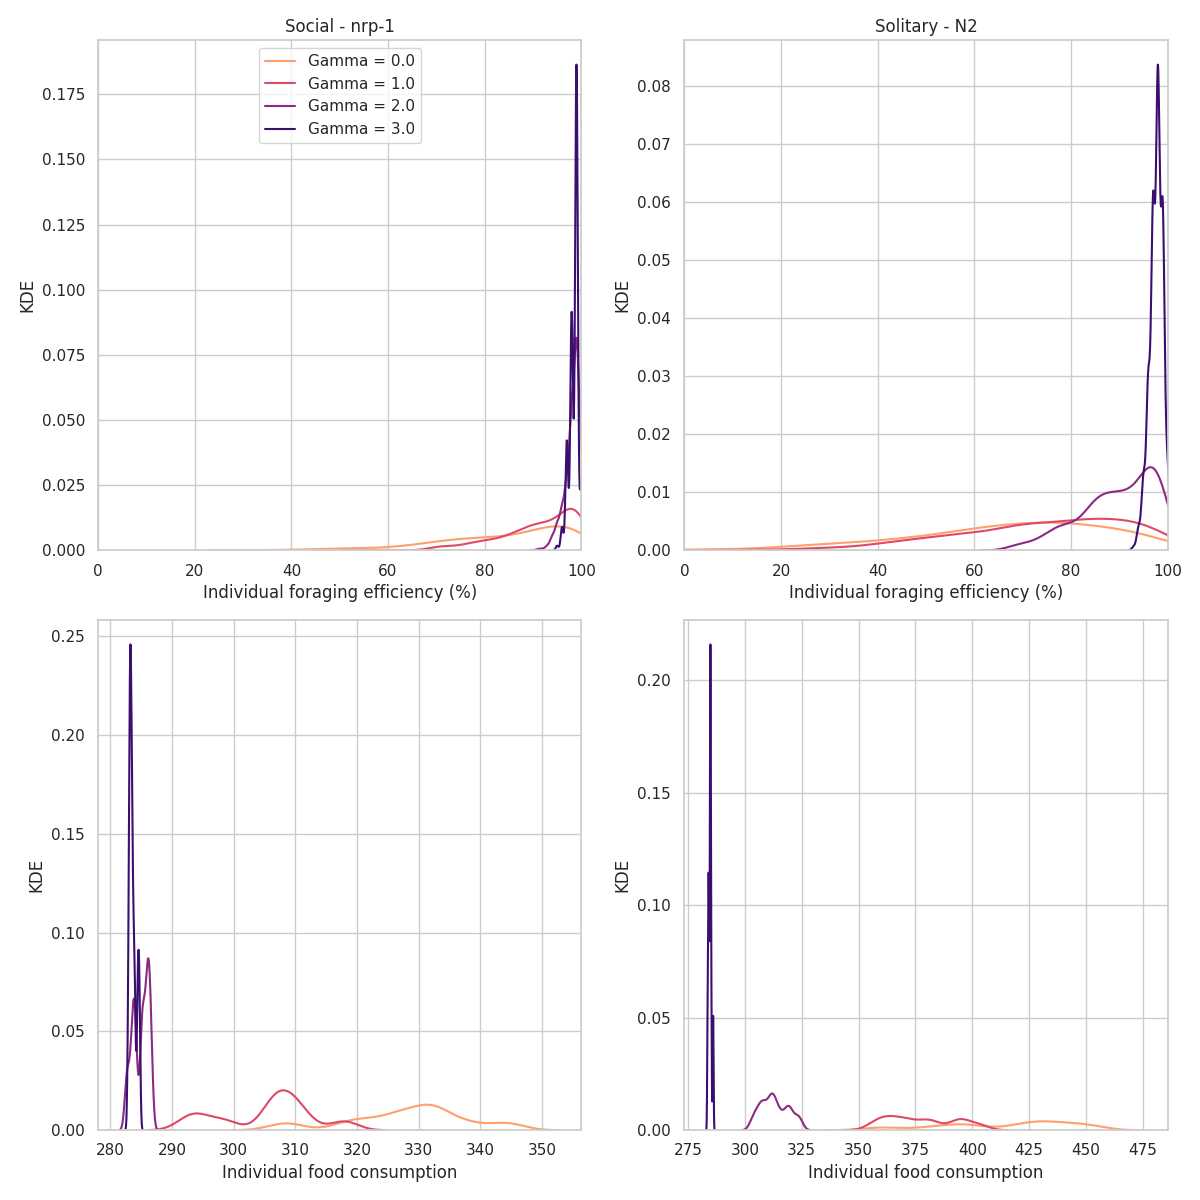 Social - nrp-1
Gamma = 0.0
Gamma = 1.0
Gamma = 2.0
Gamma = 3.0
KDE
0.175
0.150
0.125
0.100
0.075
0.050
0.025
0.000
0 20 40 60 80 100
Individual foraging efficiency (%)
Solitary - N2
KDE
0.08
0.07
0.06
0.05
0.04
0.03
0.02
0.01
0.00
0 20 40 60 80 100
Individual foraging efficiency (%)
KDE
0.25
0.20
0.15
0.10
0.05
0.00
280 290 300 310 320 330 340 350
Individual food consumption
KDE
0.20
0.15
0.10
0.05
0.00
275 300 325 350 375 400 425 450 475
Individual food consumption